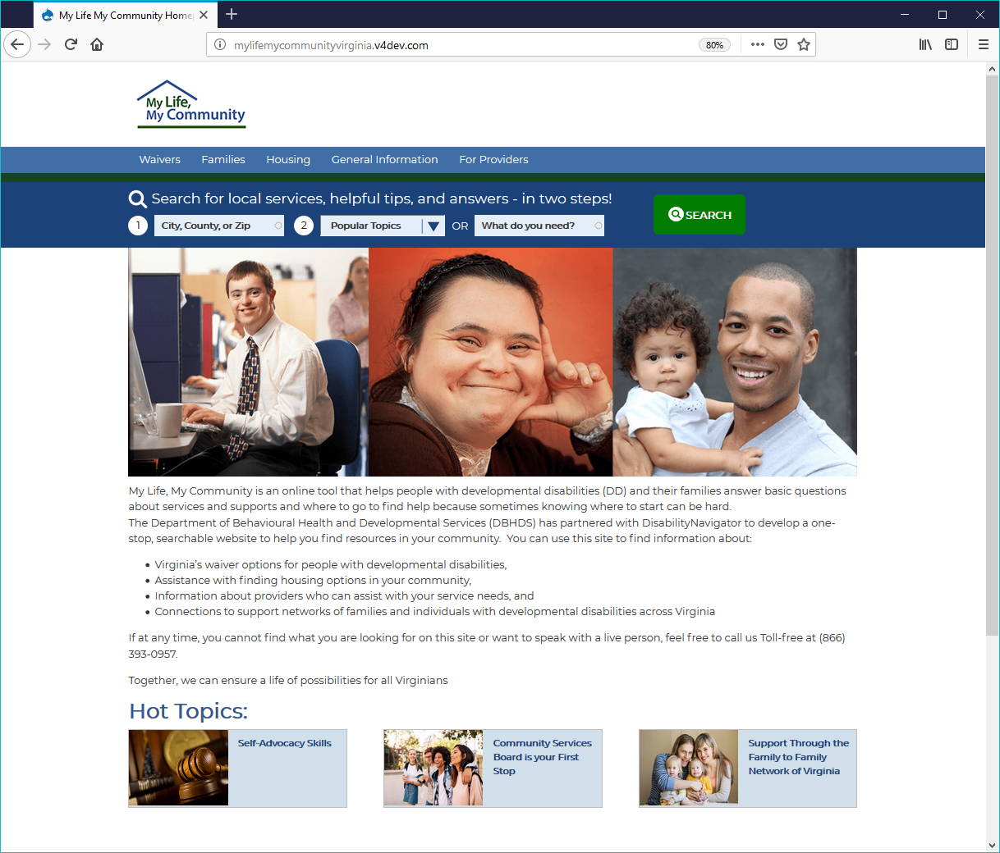 My Life My Community Home
mylifemycommunityvirginia.v4dev.com
80%
My Life,
My Community
Waivers Families Housing General Information For Providers
Search for local services, helpful tips, and answers - in two steps!
1 City, County, or Zip 2 Popular Topics OR What do you need? SEARCH
My Life, My Community is an online tool that helps people with developmental disabilities (DD) and their families answer basic questions
about services and supports and where to go to find help because sometimes knowing where to start can be hard.
The Department of Behavioural Health and Developmental Services (DBHDS) has partnered with DisabilityNavigator to develop a one-
stop, searchable website to help you find resources in your community. You can use this site to find information about:
• Virginia's waiver options for people with developmental disabilities,
• Assistance with finding housing options in your community,
• Information about providers who can assist with your service needs, and
• Connections to support networks of families and individuals with developmental disabilities across Virginia
If at any time, you cannot find what you are looking for on this site or want to speak with a live person, feel free to call us Toll-free at (866)
393-0957.
Together, we can ensure a life of possibilities for all Virginians
Hot Topics:
Self-Advocacy Skills
Community Services
Board is your First
Stop
Support Through the
Family to Family
Network of Virginia